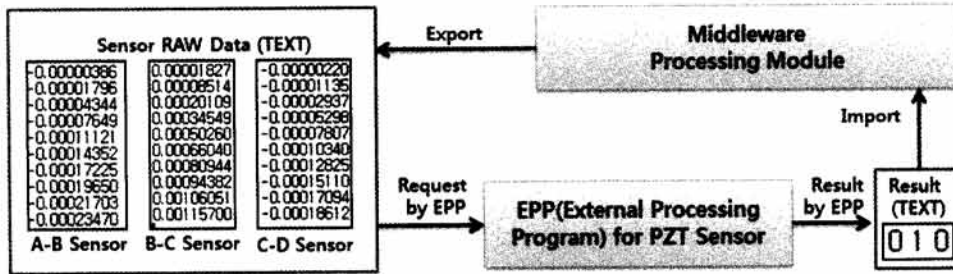 Sensor RAW Data (TEXT)
-0.00000386
-0.00001796
-0.00004344
-0.00007649
-0.00011121
-0.00014352
-0.00017225
-0.00019650
-0.00021703
-0.00023470
A-B Sensor
0.00001827
0.00008514
0.00020109
0.00034549
0.00050260
0.00066040
0.00080944
0.00094382
0.00106051
0.00115700
B-C Sensor
-0.00000220
-0.00001135
-0.00002937
-0.00005298
-0.00007807
-0.00010340
-0.00012825
-0.00015110
-0.00017094
-0.00018612
C-D Sensor
Export
Middleware
Processing Module
Import
Request
by EPP
EPP(External Processing
Program) for PZT Sensor
Result
by EPP
Result
(TEXT)
0 1 0